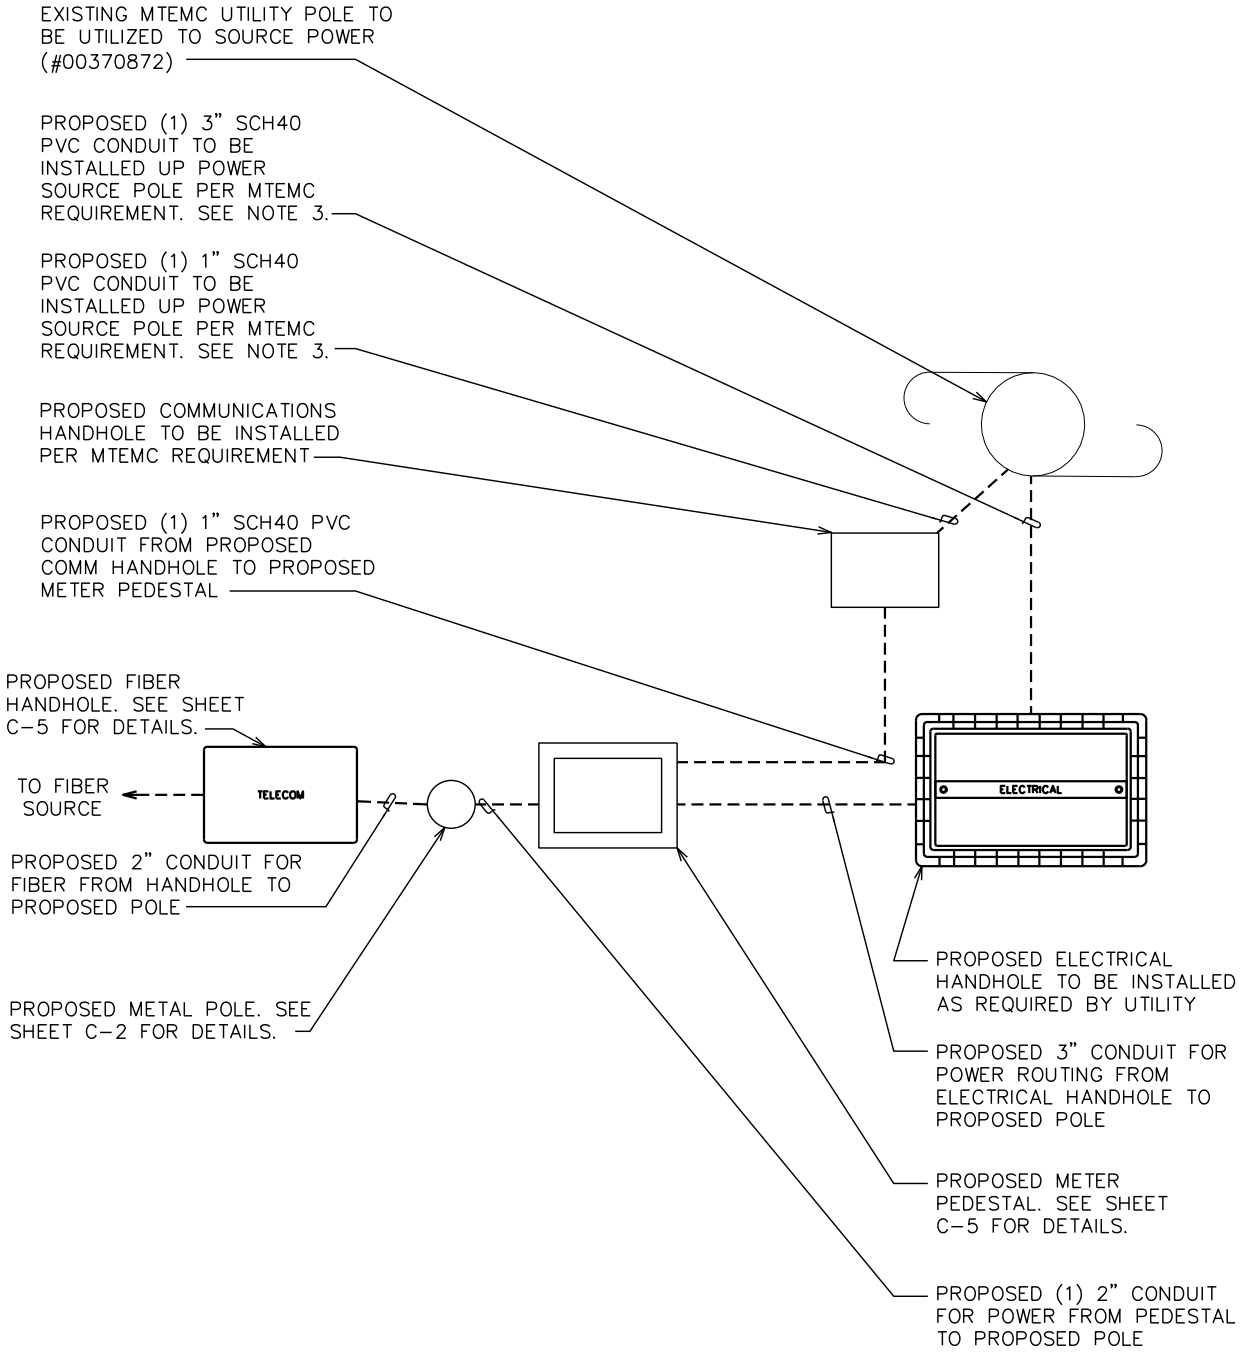 EXISTING MTEMC UTILITY POLE TO
BE UTILIZED TO SOURCE POWER
(#00370872)
PROPOSED (1) 3" SCH40
PVC CONDUIT TO BE
INSTALLED UP POWER
SOURCE POLE PER MTEMC
REQUIREMENT. SEE NOTE 3.
PROPOSED (1) 1" SCH40
PVC CONDUIT TO BE
INSTALLED UP POWER
SOURCE POLE PER MTEMC
REQUIREMENT. SEE NOTE 3.
PROPOSED COMMUNICATIONS
HANDHOLE TO BE INSTALLED
PER MTEMC REQUIREMENT
PROPOSED (1) 1" SCH40 PVC
CONDUIT FROM PROPOSED
COMM HANDHOLE TO PROPOSED
METER PEDESTAL
PROPOSED FIBER
HANDHOLE. SEE SHEET
C-5 FOR DETAILS.
TO FIBER
SOURCE
TELECOM
ELECTRICAL
PROPOSED 2" CONDUIT FOR
FIBER FROM HANDHOLE TO
PROPOSED POLE
PROPOSED METAL POLE. SEE
SHEET C-2 FOR DETAILS.
PROPOSED ELECTRICAL
HANDHOLE TO BE INSTALLED
AS REQUIRED BY UTILITY
PROPOSED 3" CONDUIT FOR
POWER ROUTING FROM
ELECTRICAL HANDHOLE TO
PROPOSED POLE
PROPOSED METER
PEDESTAL. SEE SHEET
C-5 FOR DETAILS.
PROPOSED (1) 2" CONDUIT
FOR POWER FROM PEDESTAL
TO PROPOSED POLE